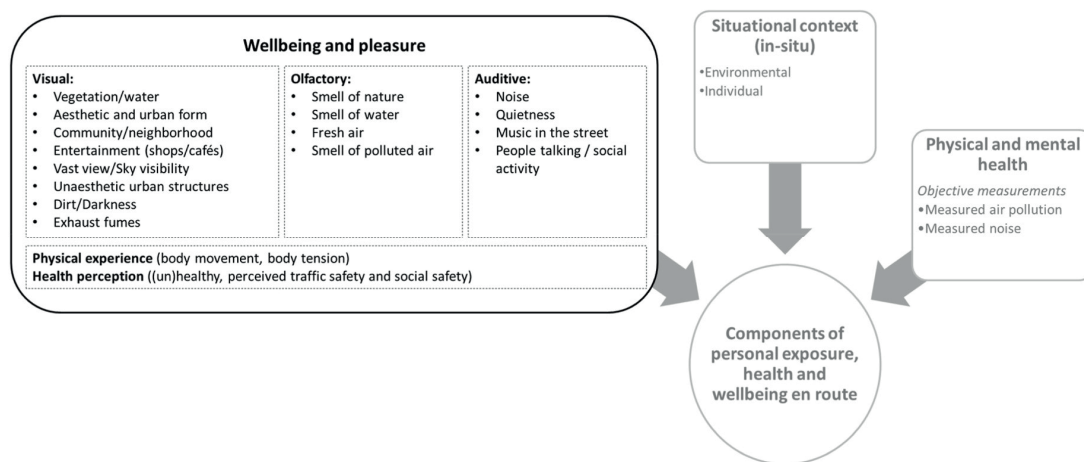 Wellbeing and pleasure
Visual:
• Vegetation/water
• Aesthetic and urban form
• Community/neighborhood
• Entertainment (shops/cafés)
• Vast view/Sky visibility
• Unaesthetic urban structures
• Dirt/Darkness
• Exhaust fumes
Olfactory:
• Smell of nature
• Smell of water
• Fresh air
• Smell of polluted air
Auditive:
• Noise
• Quietness
• Music in the street
• People talking / social
activity
Physical experience (body movement, body tension)
Health perception ((un)healthy, perceived traffic safety and social safety)
Situational context
(in-situ)
•Environmental
•Individual
Physical and mental
health
Objective measurements
•Measured air pollution
•Measured noise
Components of
personal exposure,
health and
wellbeing en route